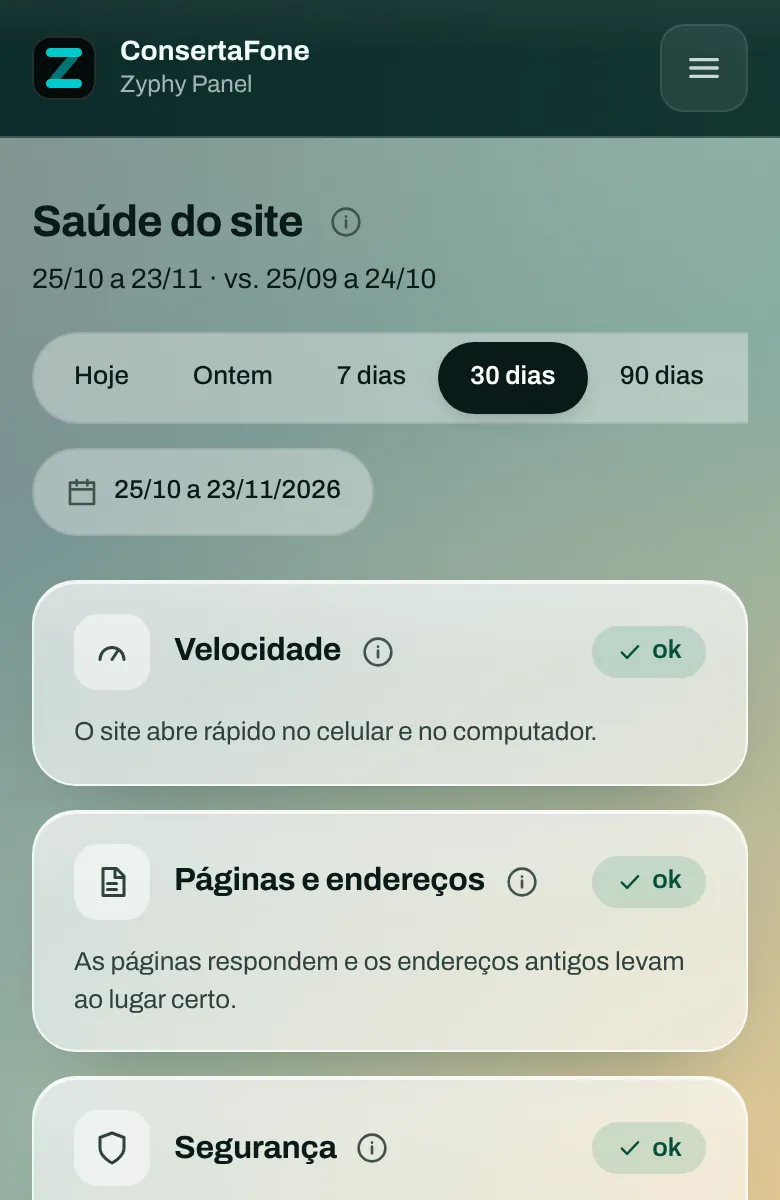 ConsertaFone
Zyphy Panel
Saúde do site
25/10 a 23/11 · vs. 25/09 a 24/10
Hoje Ontem 7 dias 30 dias 90 dias
25/10 a 23/11/2026
Velocidade ok
O site abre rápido no celular e no computador.
Páginas e endereços ok
As páginas respondem e os endereços antigos levam
ao lugar certo.
Segurança ok